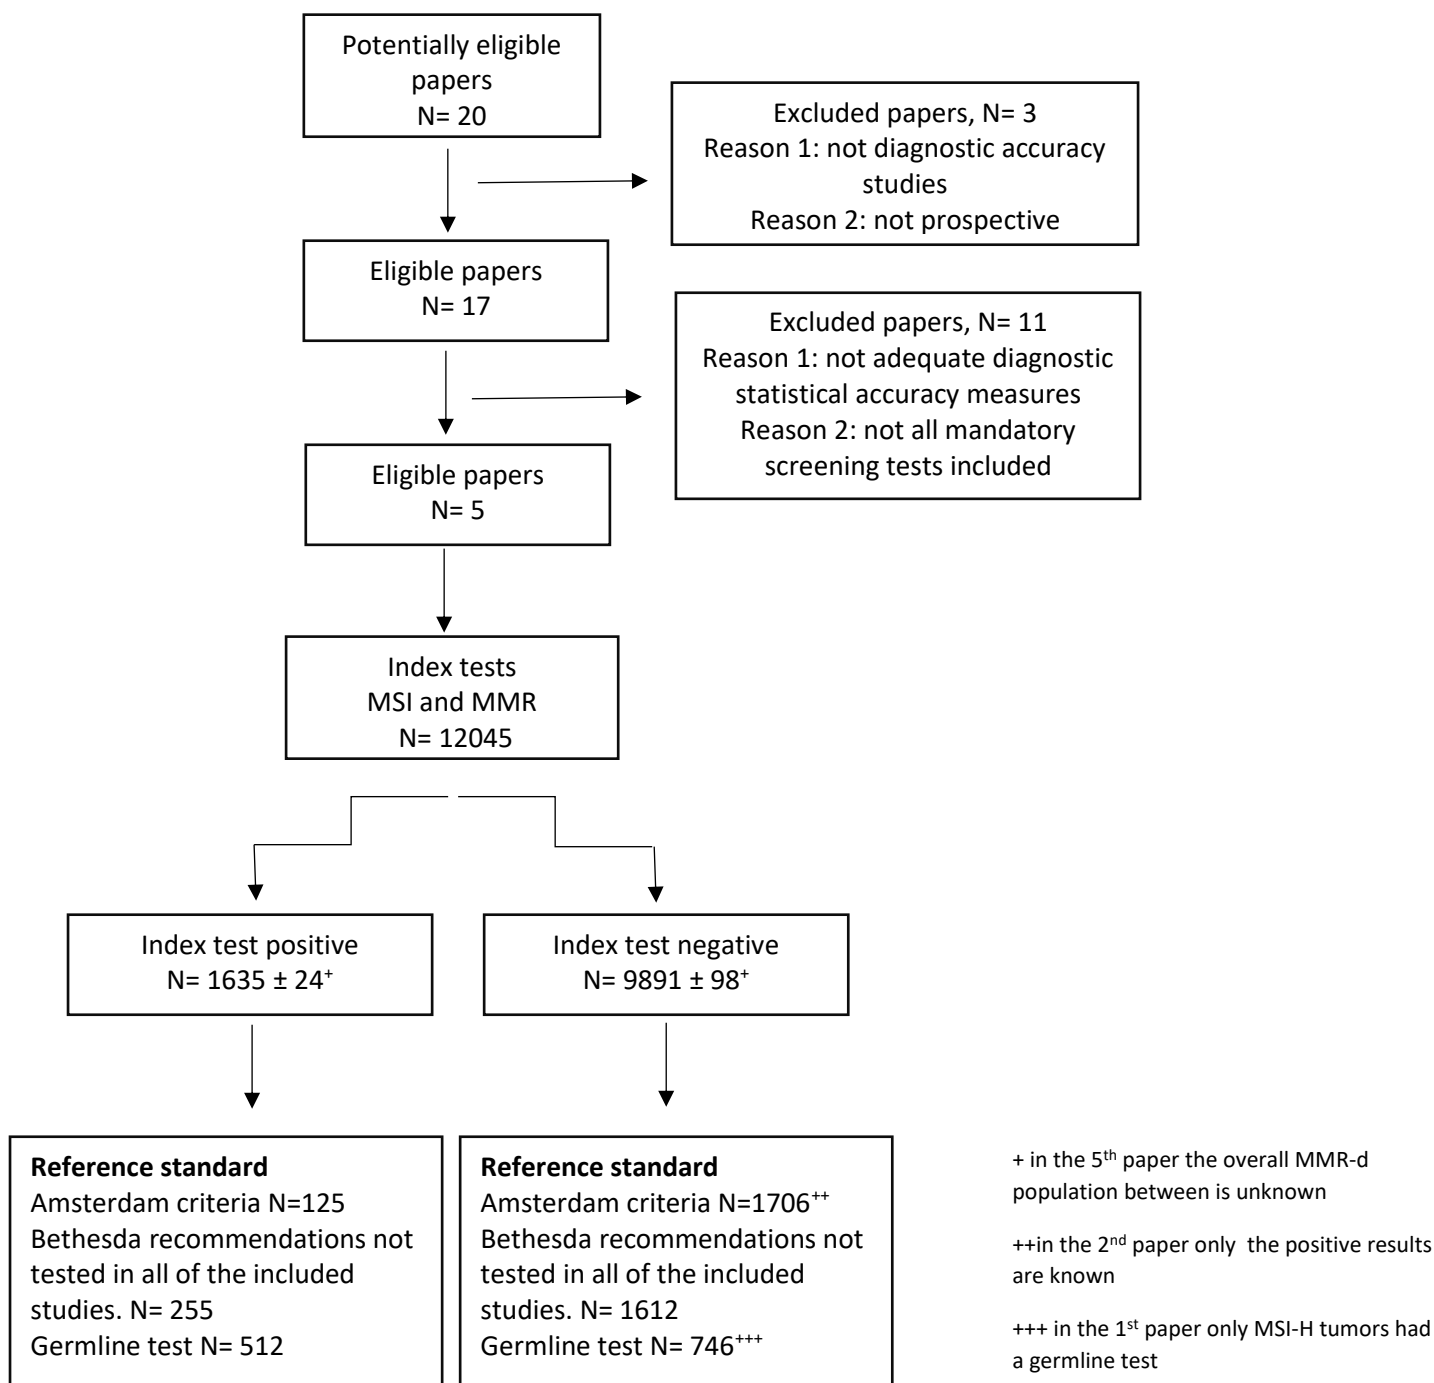 Potentially eligible
papers
N= 20
Excluded papers, N= 3
Reason 1: not diagnostic accuracy
studies
Reason 2: not prospective
Eligible papers
N= 17
Excluded papers, N= 11
Reason 1: not adequate diagnostic
statistical accuracy measures
Reason 2: not all mandatory
screening tests included
Eligible papers
N= 5
Index tests
MSI and MMR
N= 12045
Index test positive
N= 1635 ± 24⁺
Index test negative
N= 9891 ± 98⁺
Reference standard
Amsterdam criteria N=125
Bethesda recommendations not
tested in all of the included
studies. N= 255
Germline test N= 512
Reference standard
Amsterdam criteria N=1706⁺⁺
Bethesda recommendations not
tested in all of the included
studies. N= 1612
Germline test N= 746⁺⁺⁺
+ in the 5th paper the overall MMR-d
population between is unknown
++in the 2nd paper only the positive results
are known
+++ in the 1st paper only MSI-H tumors had
a germline test